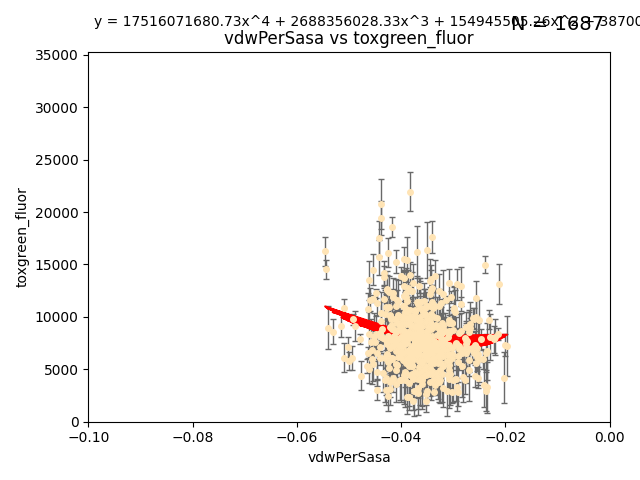 y = 17516071680.73x^4 + 2688356028.33x^3 + 154945505.26x^2 + 38700
N = 1687
vdwPerSasa vs toxgreen_fluor
35000
30000
25000
20000
15000
10000
5000
0
toxgreen_fluor
−0.10 −0.08 −0.06 −0.04 −0.02 0.00
vdwPerSasa